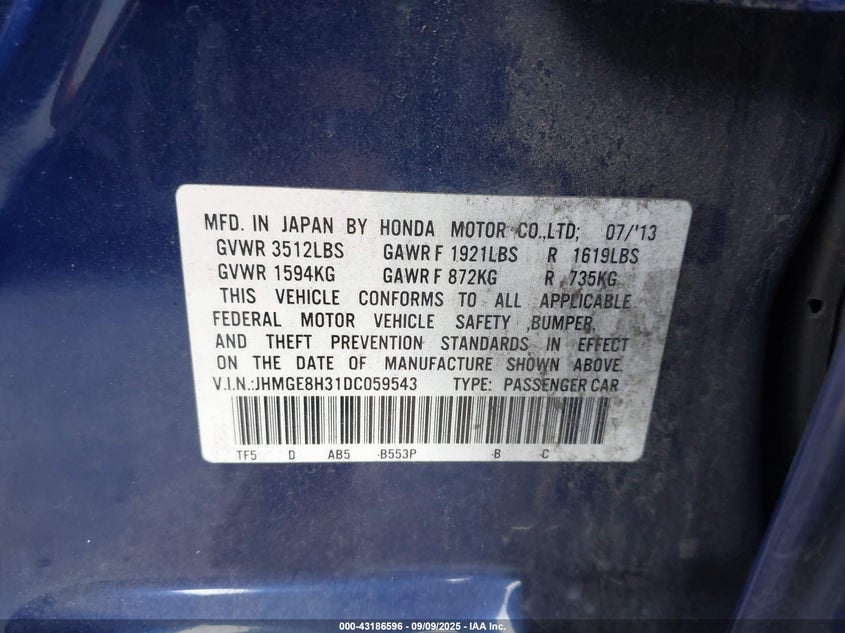 MFD. IN JAPAN BY HONDA MOTOR CO.,LTD; 07/'13
GVWR 3512LBS GAWR F 1921LBS R 1619LBS
GVWR 1594KG GAWR F 872KG R 735KG
THIS VEHICLE CONFORMS TO ALL APPLICABLE
FEDERAL MOTOR VEHICLE SAFETY ,BUMPER,
AND THEFT PREVENTION STANDARDS IN EFFECT
ON THE DATE OF MANUFACTURE SHOWN ABOVE.
V.I.N.:JHMGE8H31DC059543 TYPE: PASSENGER CAR
TF5 D AB5 -B553P -B -C
000-43186596 - 09/09/2025 - IAA Inc.